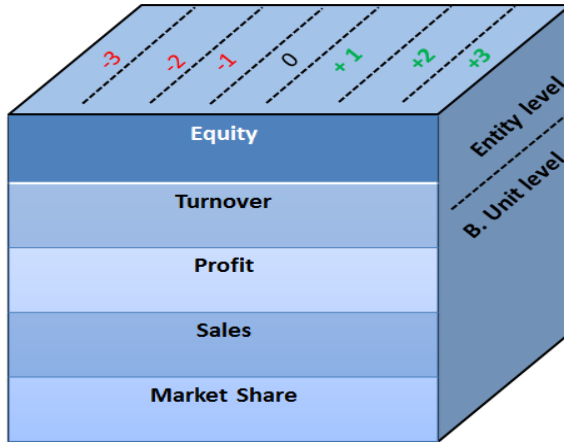 -3 -2 -1 0 +1 +2 +3
Equity
Turnover
Profit
Sales
Market Share
Entity level
B. Unit level